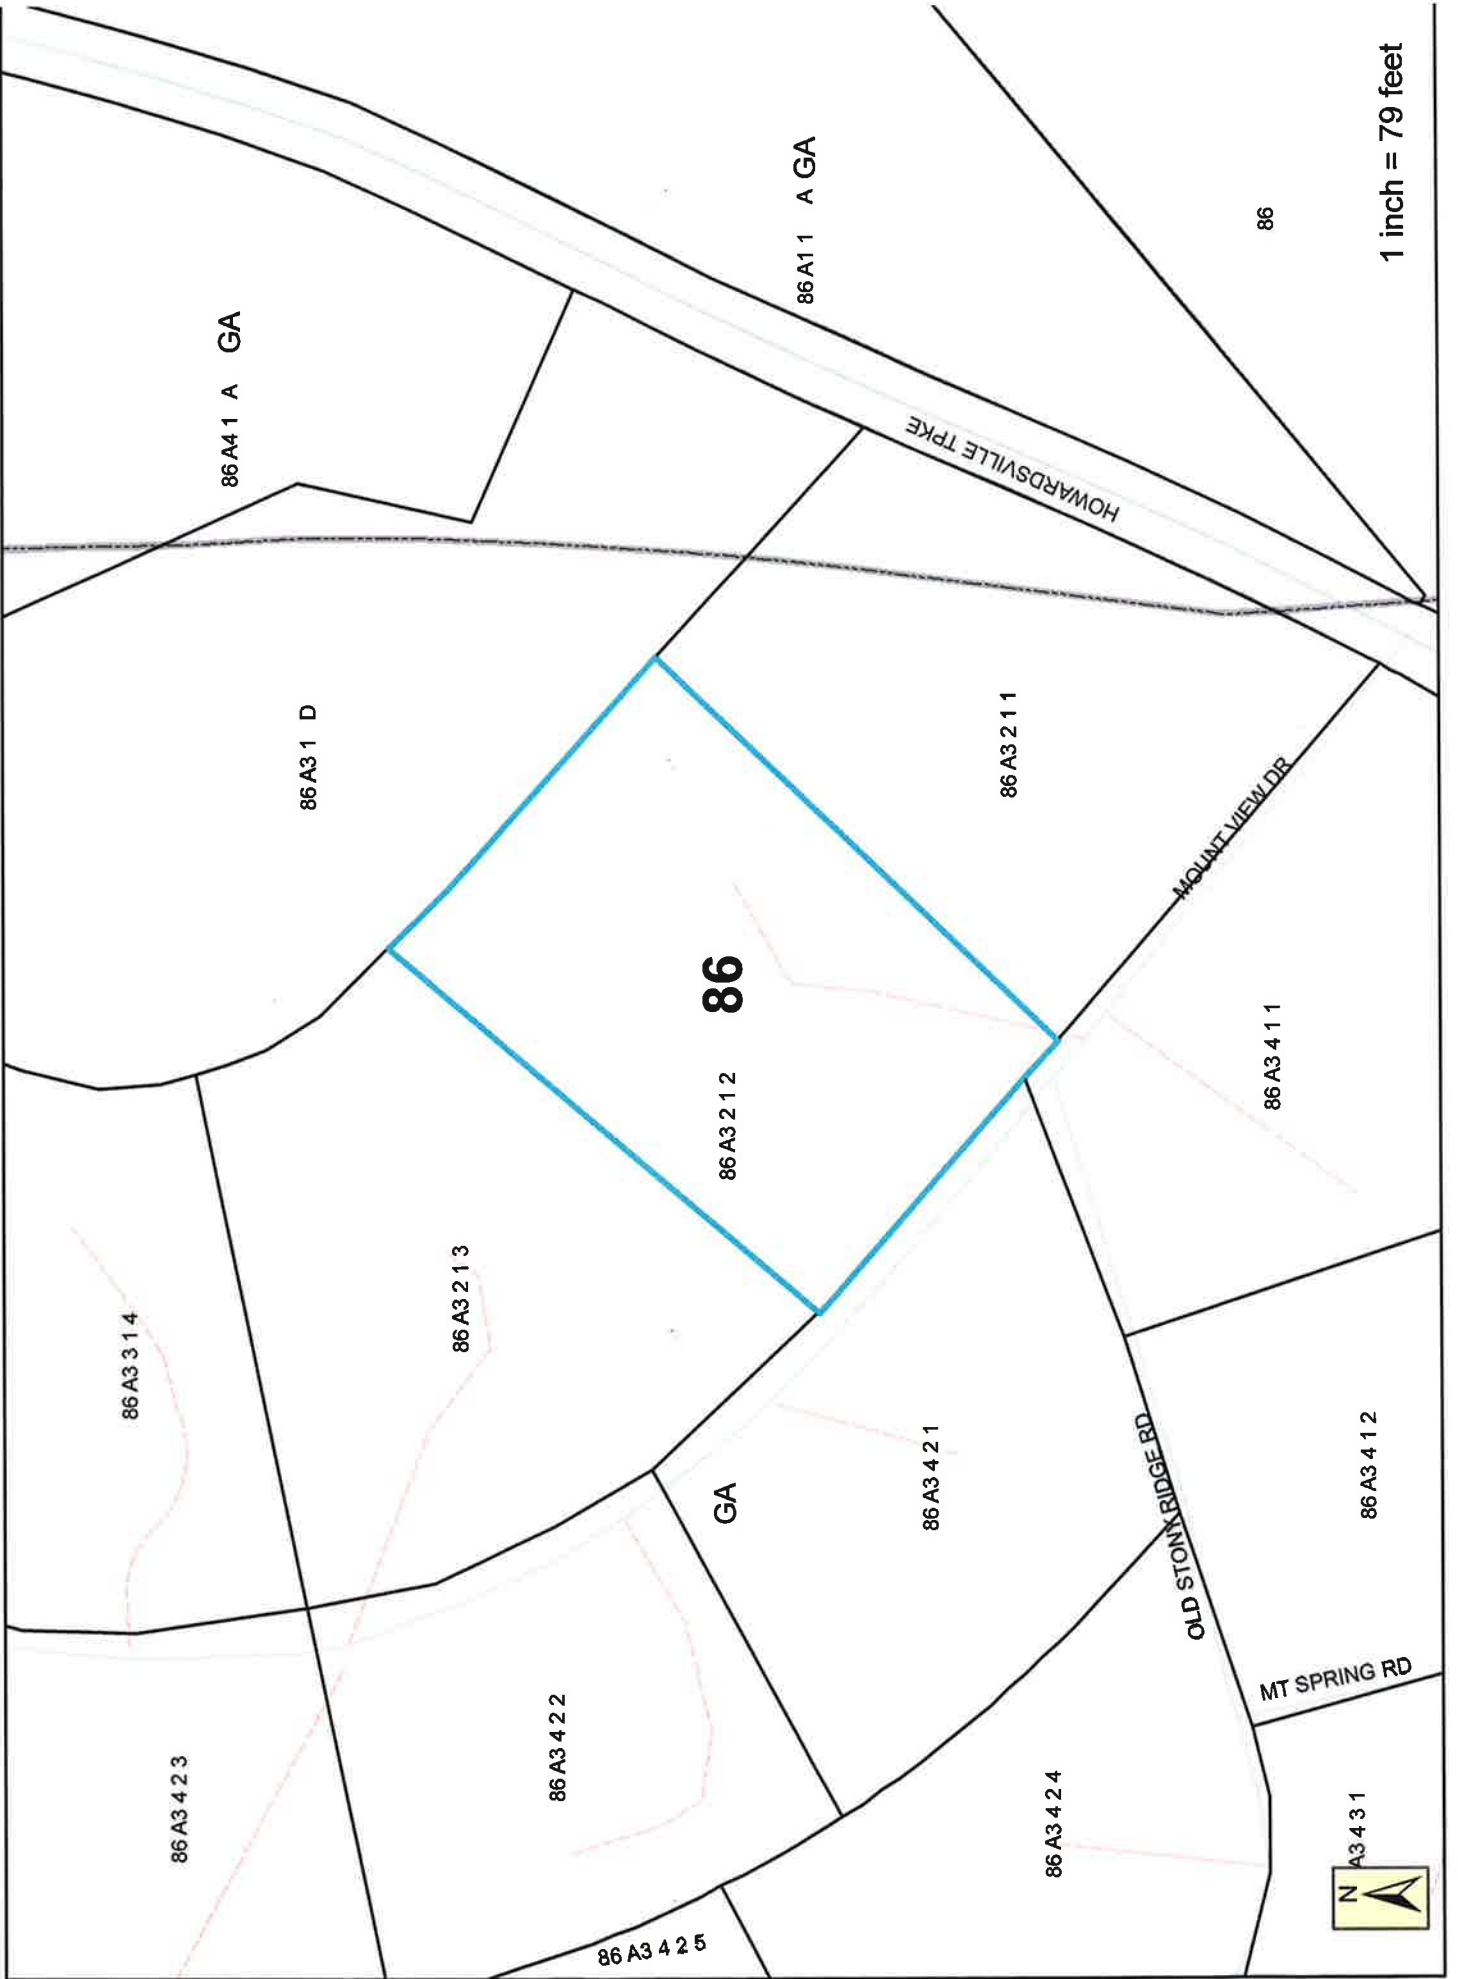 86 A3 4 2 3
86 A3 3 1 4
86 A3 1 D
86 A4 1 A GA
86 A3 4 2 2
86 A3 2 1 3
86 A3 4 2 5
GA
86 A3 2 1 2
86
86 A1 1 A GA
HOWARDSVILLE TPKE
86 A3 4 2 1
86 A3 2 1 1
86 A3 4 2 4
OLD STONY RIDGE RD
MOUNT VIEW DR
86 A3 4 1 1
86
MT SPRING RD
86 A3 4 1 2
A3 4 3 1
N
1 inch = 79 feet